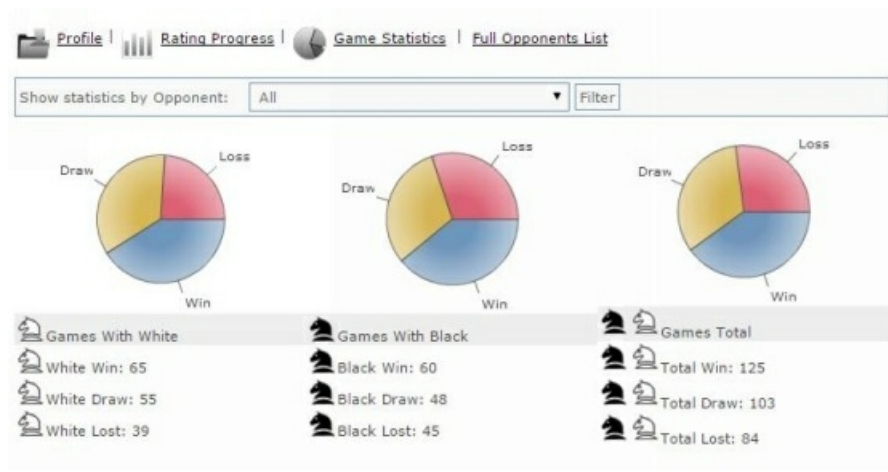 Profile | Rating Progress | Game Statistics | Full Opponents List
Show statistics by Opponent: All Filter
Draw Loss Win
Draw Loss Win
Draw Loss Win
Games With White
White Win: 65
White Draw: 55
White Lost: 39
Games With Black
Black Win: 60
Black Draw: 48
Black Lost: 45
Games Total
Total Win: 125
Total Draw: 103
Total Lost: 84